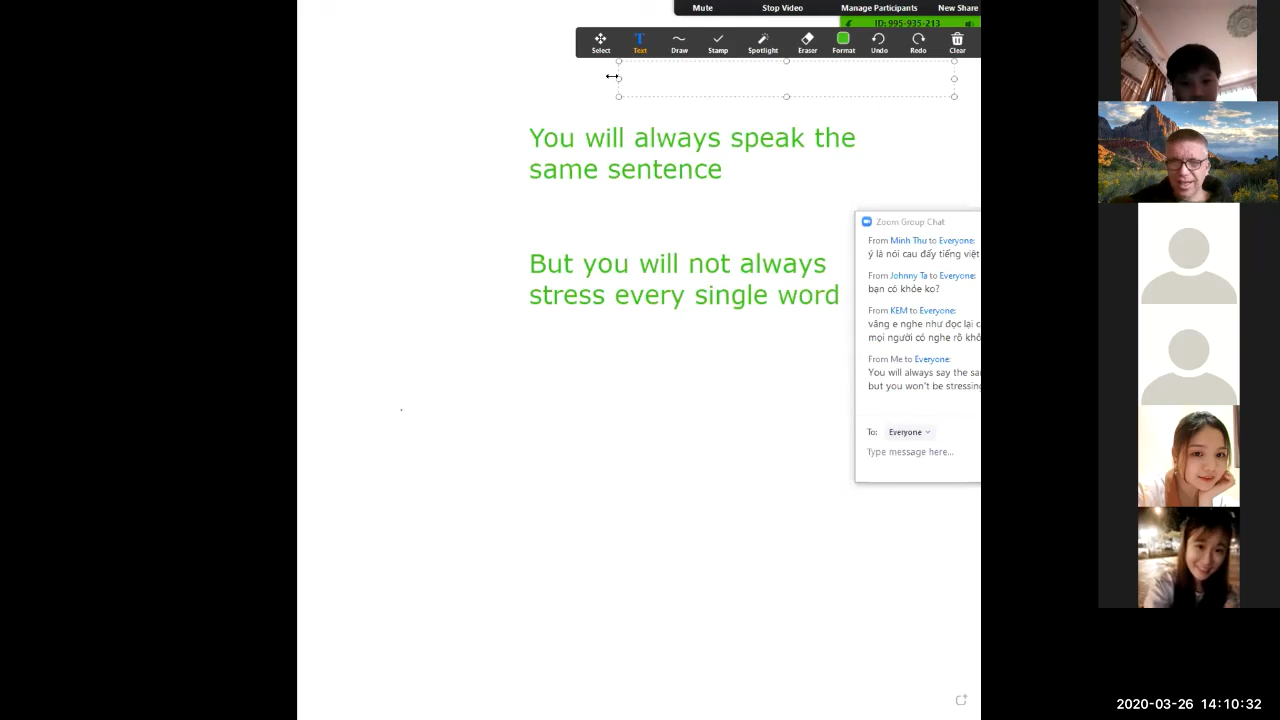 Mute Stop Video Manage Participants New Share
ID: 995-935-213
Select Text Draw Stamp Spotlight Eraser Format Undo Redo Clear
You will always speak the
same sentence
But you will not always
stress every single word
Zoom Group Chat
From Minh Thu to Everyone:
ý là nói cau đấy tiếng việt
From Johnny Ta to Everyone:
bạn có khỏe ko?
From KEM to Everyone:
vâng e nghe như đọc lại
mọi người có nghe rõ
From Me to Everyone:
You will always say the
but you won't be
To: Everyone
Type message here...
2020-03-26 14:10:32